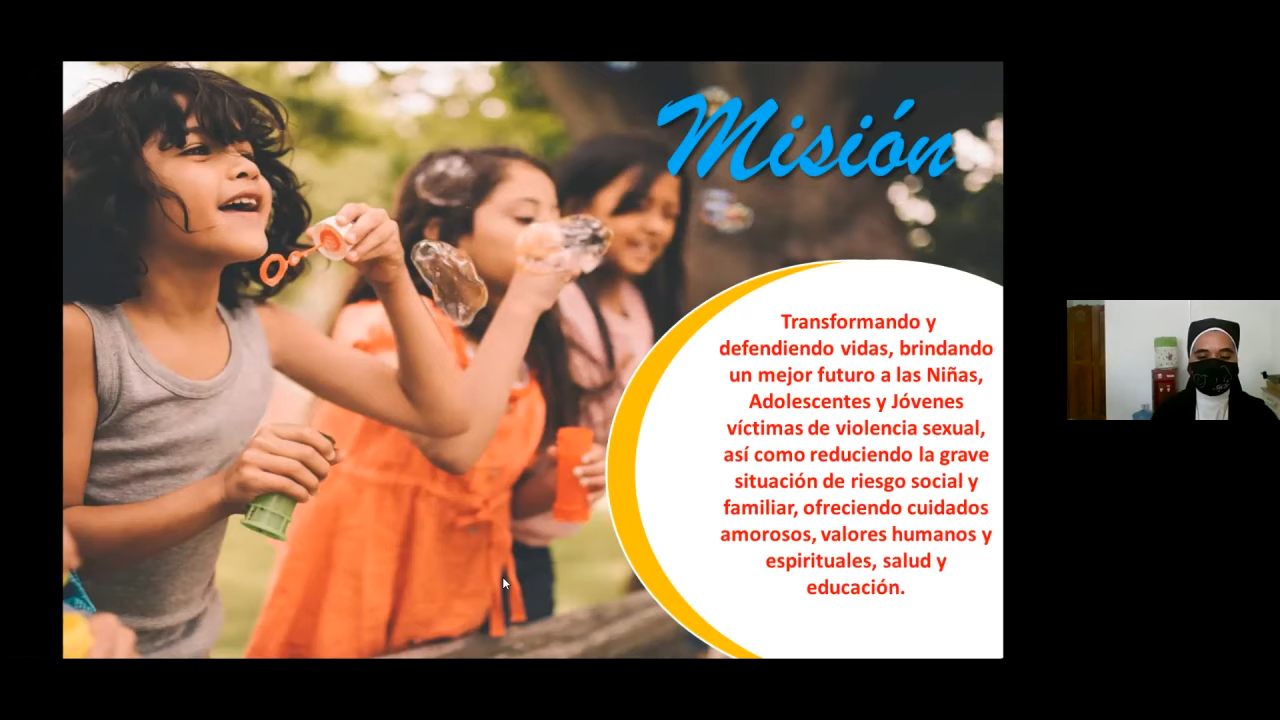 Misión
Transformando y
defendiendo vidas, brindando
un mejor futuro a las Niñas,
Adolescentes y Jóvenes
víctimas de violencia sexual,
así como reduciendo la grave
situación de riesgo social y
familiar, ofreciendo cuidados
amorosos, valores humanos y
espirituales, salud y
educación.